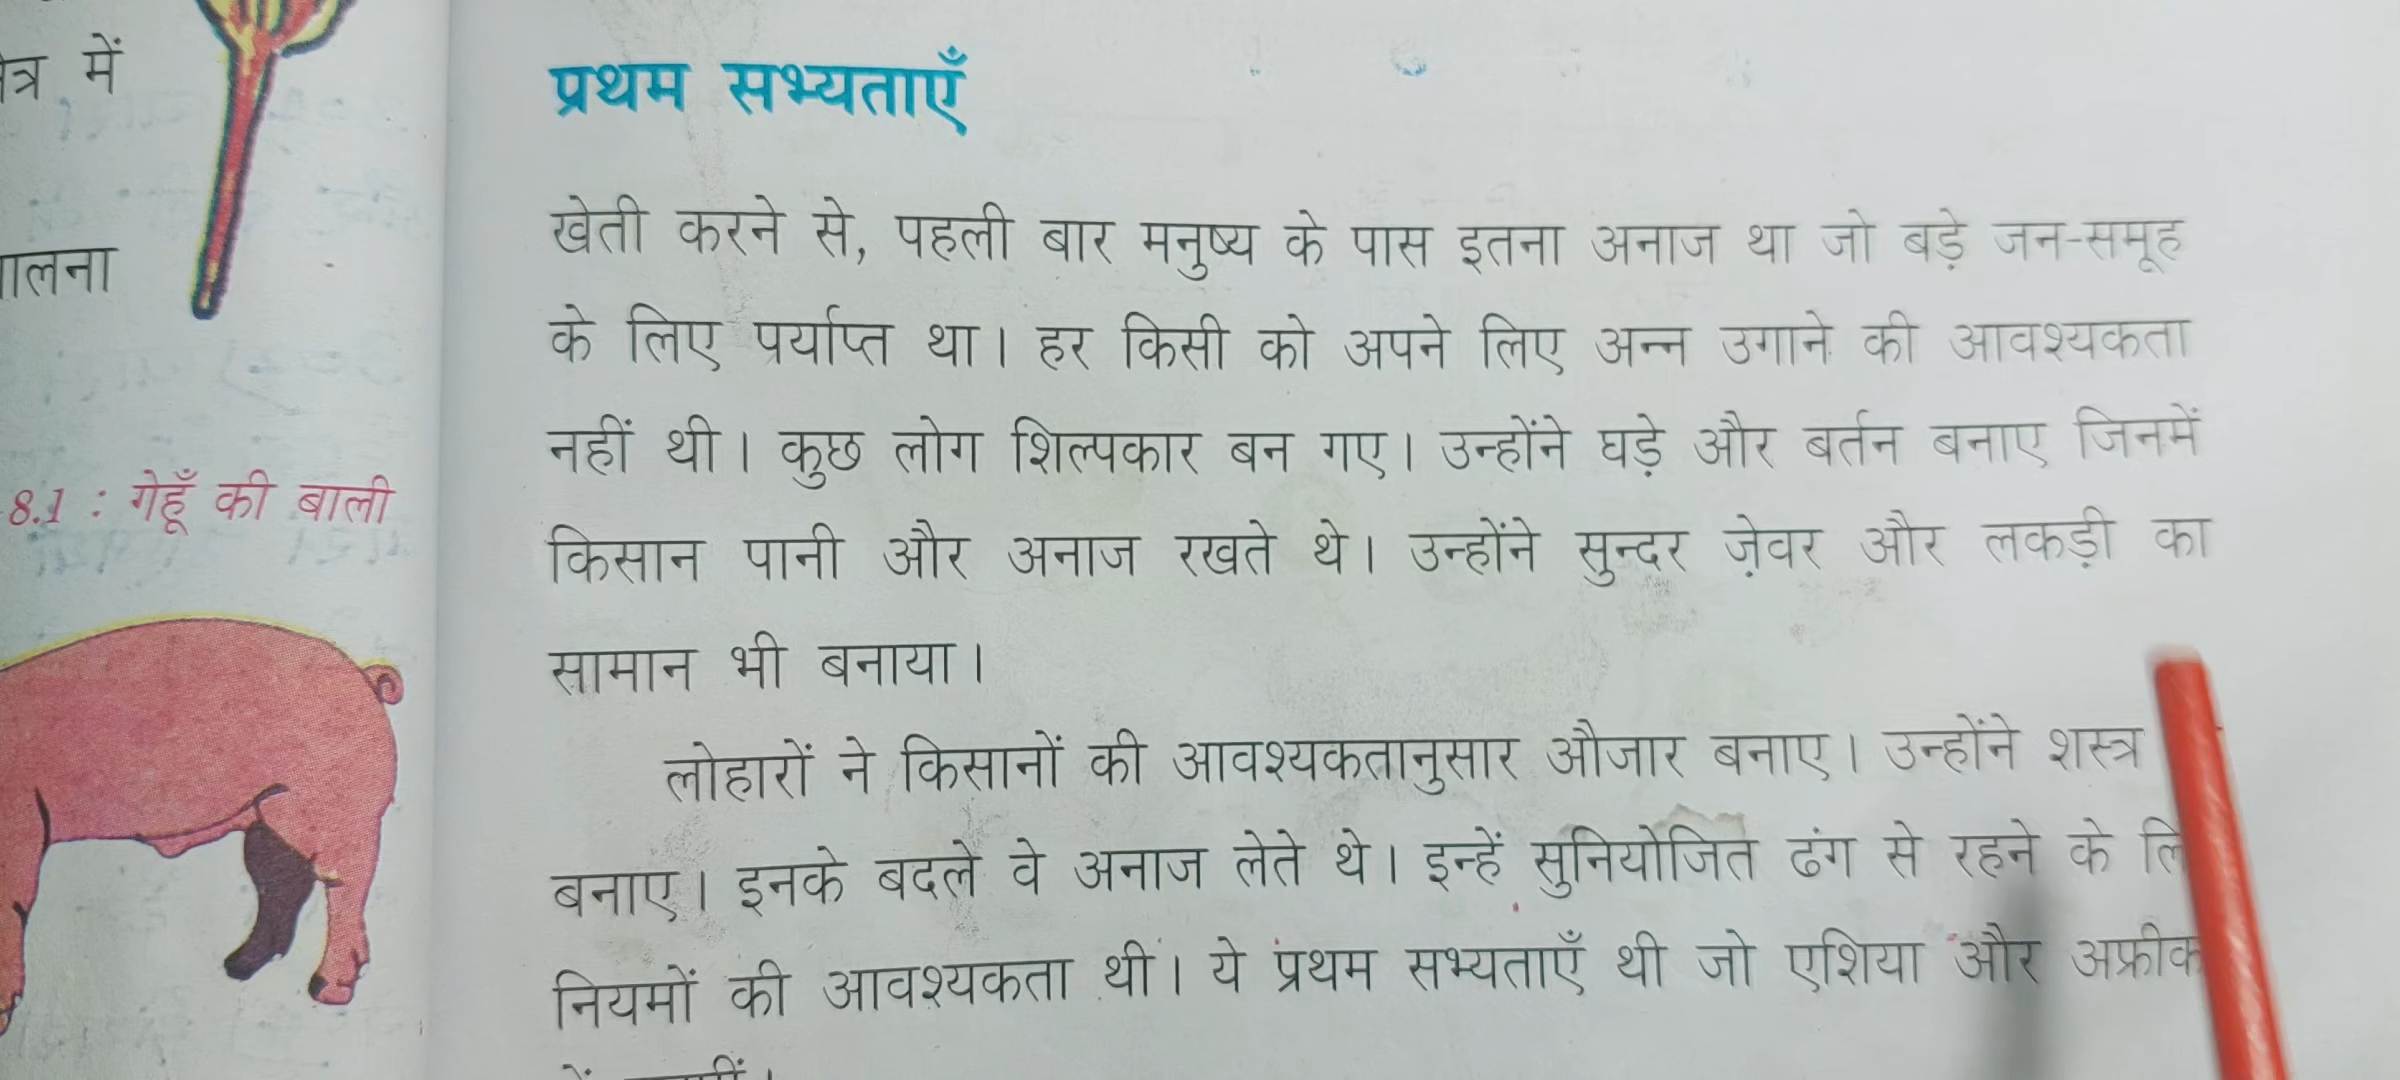 में
8.1 : गेहूँ की बाली
प्रथम सभ्यताएँ
खेती करने से, पहली बार मनुष्य के पास इतना अनाज था जो बड़े जन-समूह
के लिए पर्याप्त था। हर किसी को अपने लिए अन्न उगाने की आवश्यकता
नहीं थी। कुछ लोग शिल्पकार बन गए। उन्होंने घड़े और बर्तन बनाए जिनमें
किसान पानी और अनाज रखते थे। उन्होंने सुन्दर ज़ेवर और लकड़ी का
सामान भी बनाया।
लोहारों ने किसानों की आवश्यकतानुसार औजार बनाए। उन्होंने शस्त्र
बनाए। इनके बदले वे अनाज लेते थे। इन्हें सुनियोजित ढंग से रहने के
नियमों की आवश्यकता थी। ये प्रथम सभ्यताएँ थी जो एशिया और